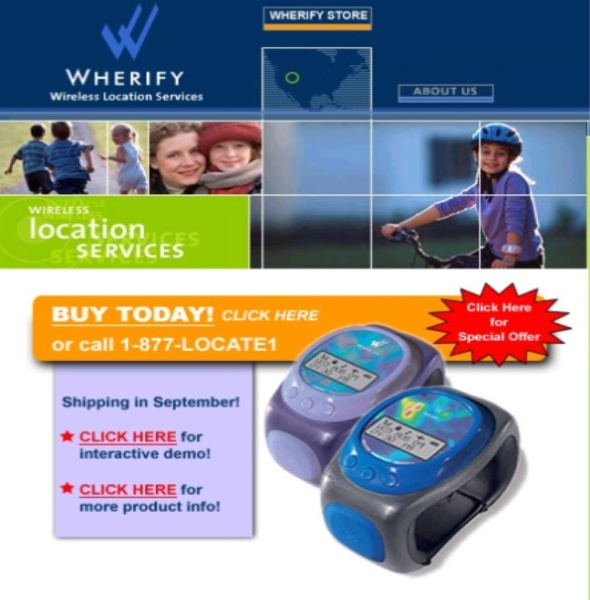 WHERIFY STORE
WHERIFY
Wireless Location Services
ABOUT US
WIRELESS
location
SERVICES
BUY TODAY! CLICK HERE
or call 1-877-LOCATE1
Click Here
for
Special Offer
Shipping in September!
CLICK HERE for
interactive demo!
CLICK HERE for
more product info!